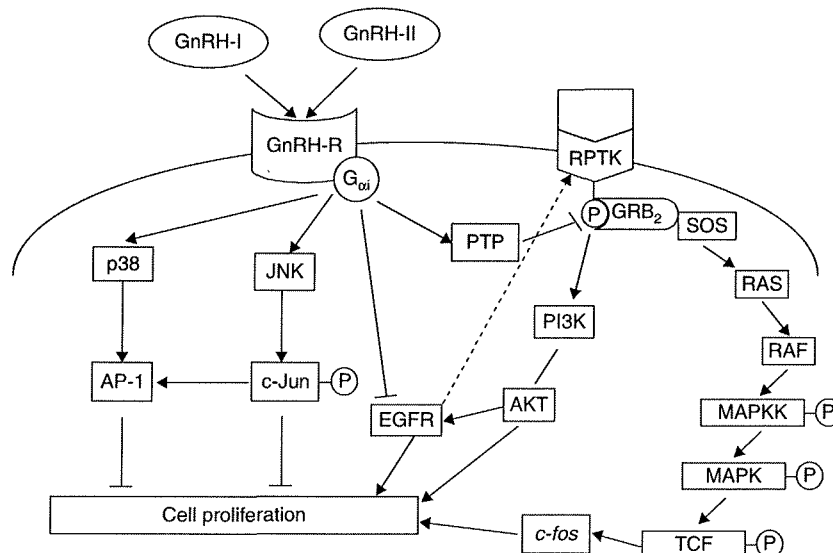 GnRH-I
GnRH-II
GnRH-R
RPTK
Gαi
P
GRB2
SOS
PTP
p38
JNK
RAS
PI3K
RAF
AP-1
c-Jun
P
EGFR
AKT
MAPKK
P
MAPK
P
Cell proliferation
c-fos
TCF
P